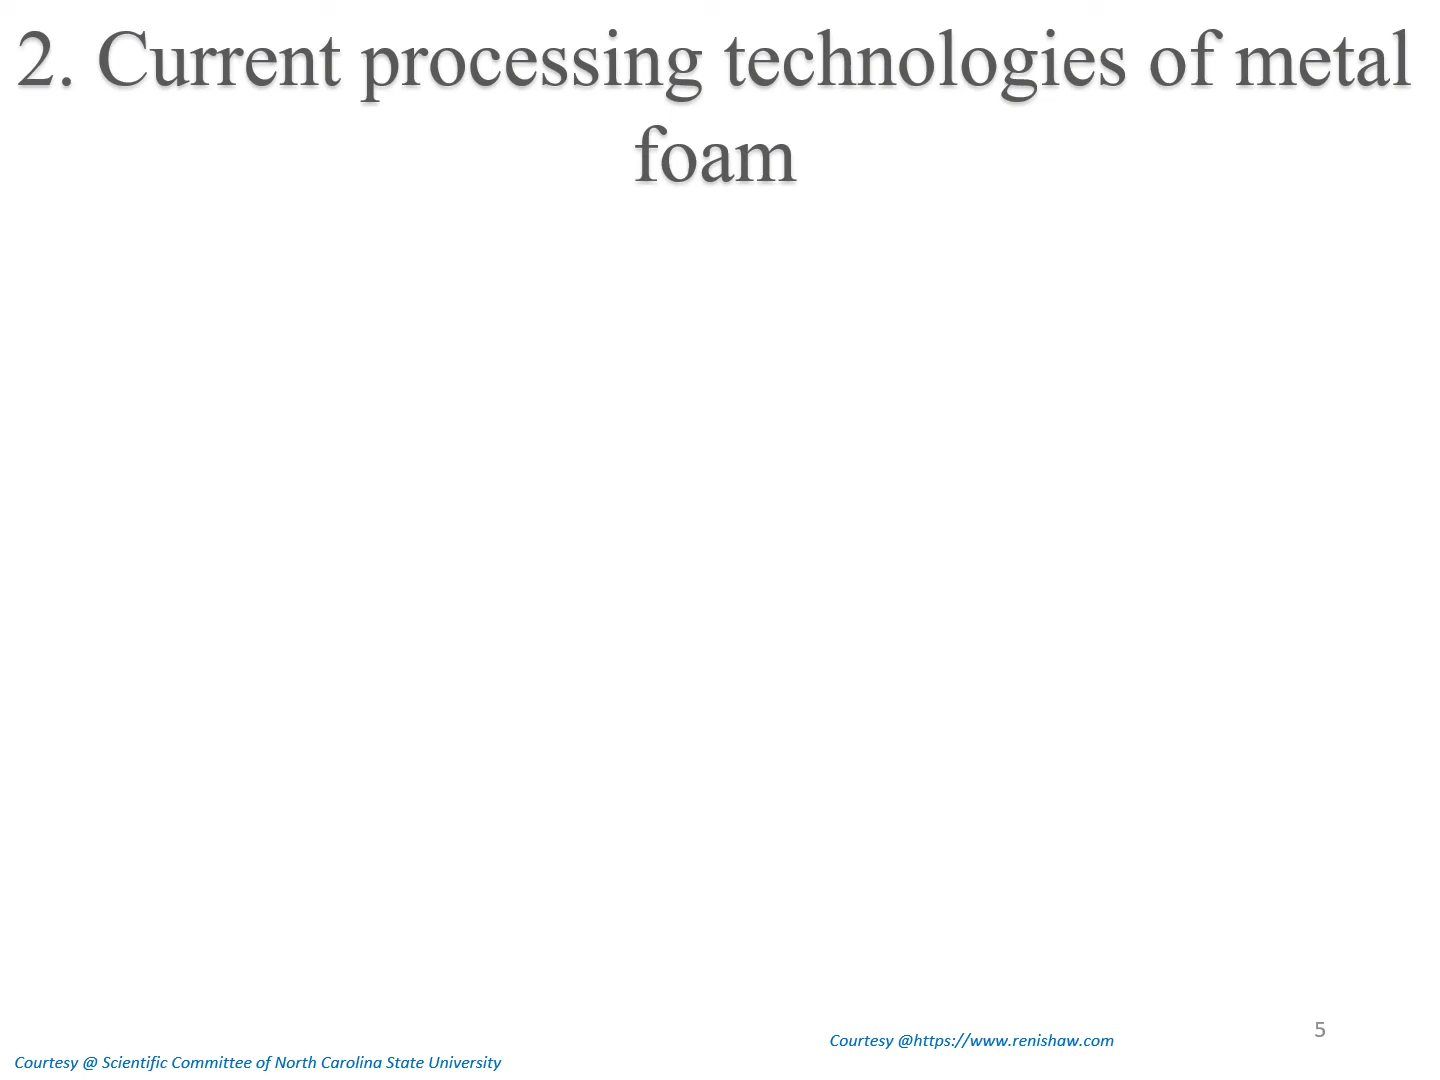 2. Current processing technologies of metal
foam
Courtesy @https://www.renishaw.com
5
Courtesy @ Scientific Committee of North Carolina State University